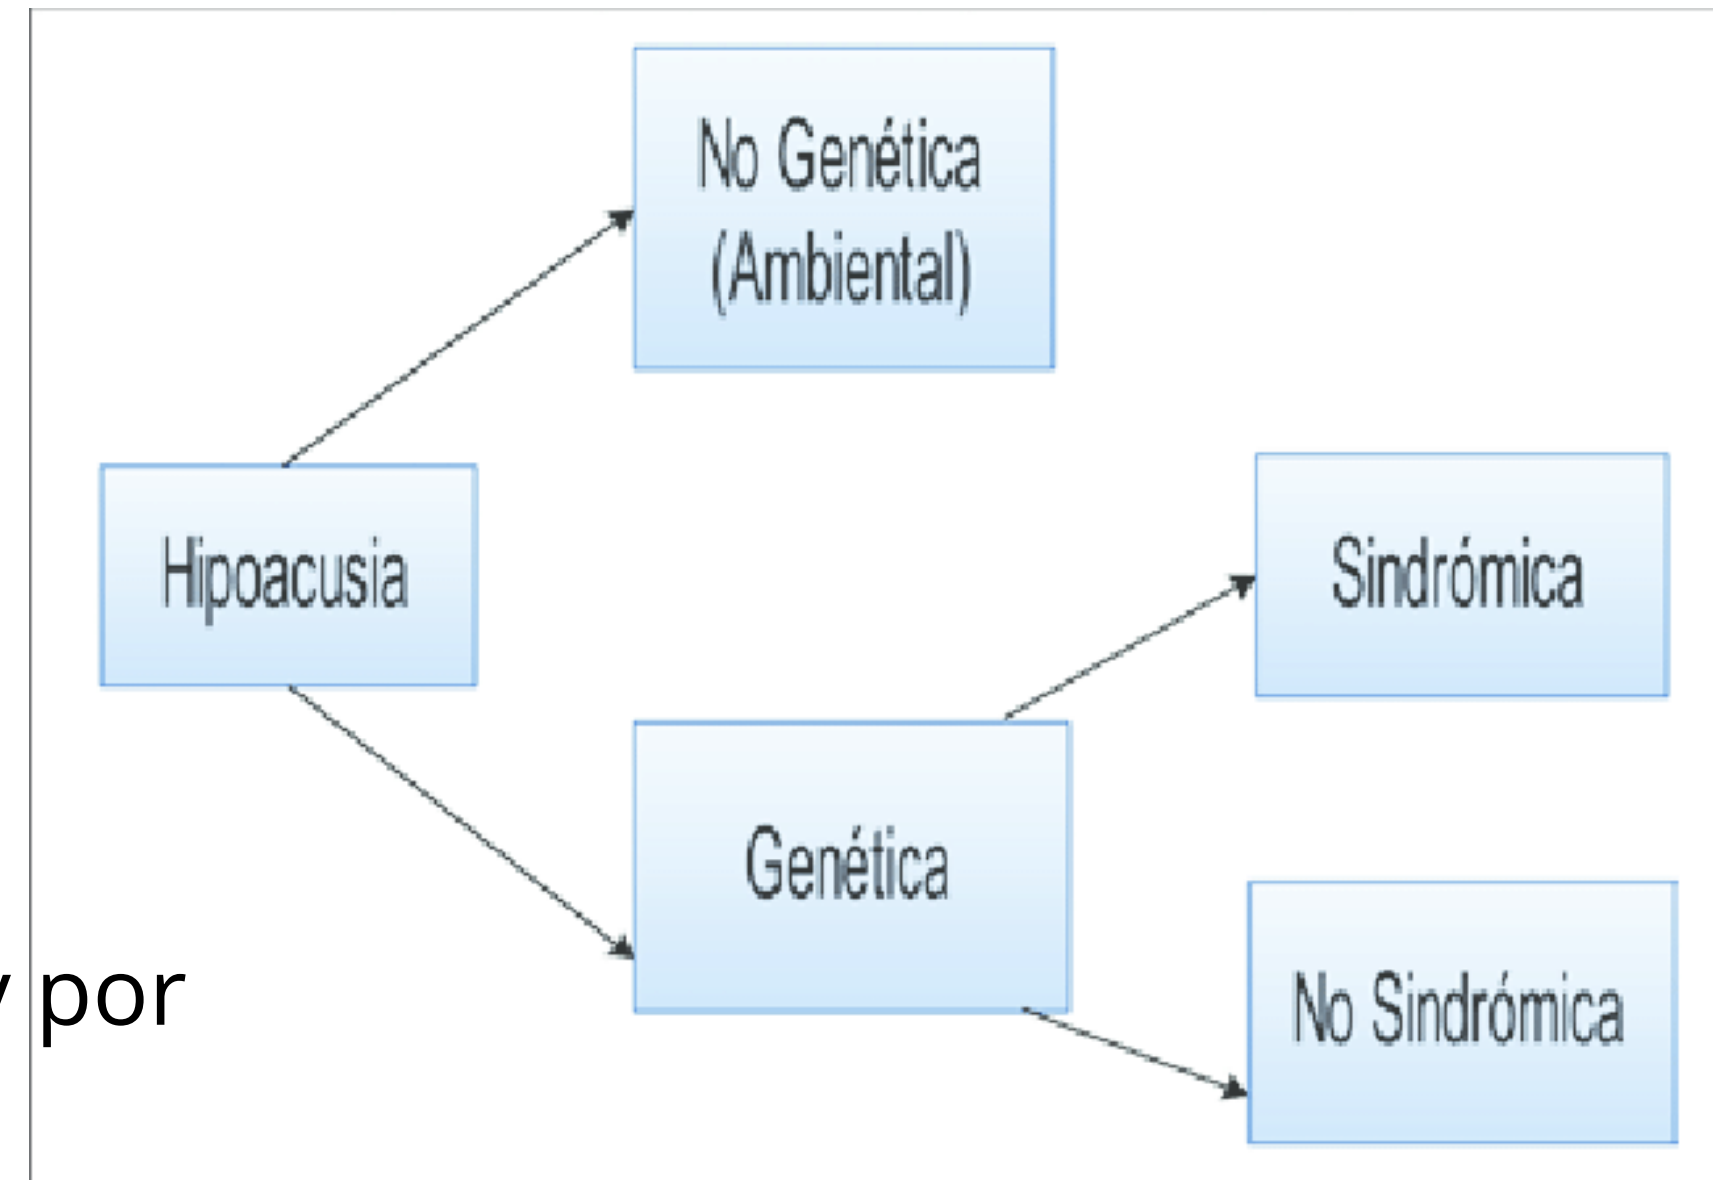 No Genética
(Ambiental)
Hipoacusia
Sindrómica
Genética
No Sindrómica
y por